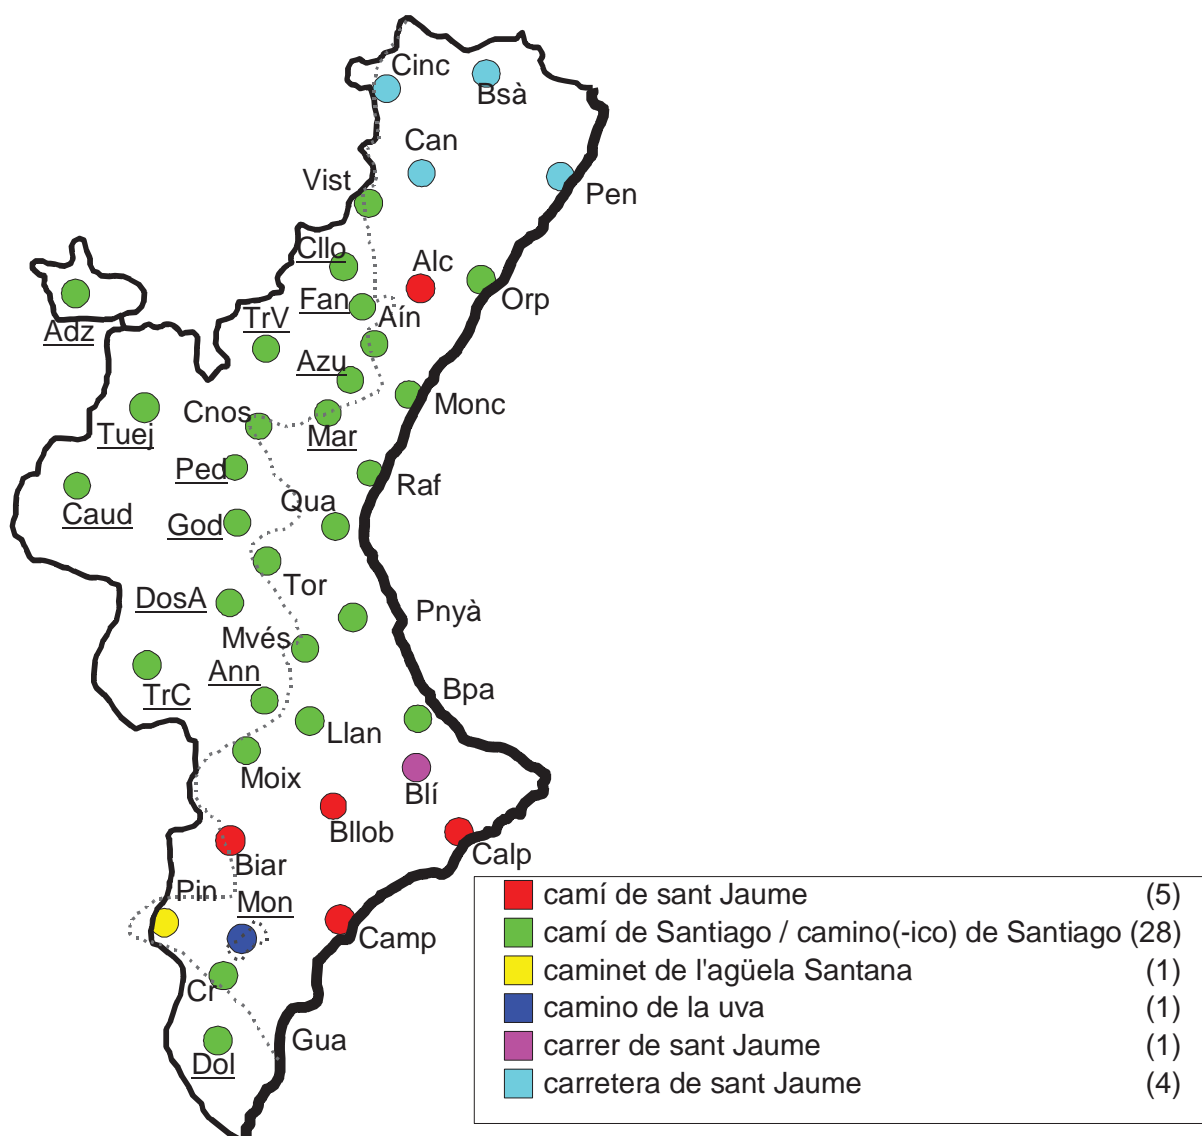 Cinc
Bsà
Can
Vist
Pen
Cllo
Alc
Fan
Orp
Adz
TrV
Aín
Azu
Monc
Cnos
Tuej
Mar
Ped
Raf
Caud
Qua
God
Tor
DosA
Pnyà
Mvés
Ann
TrC
Bpa
Llan
Moix
Blí
Bllob
Calp
Biar
Pin
Mon
Camp
Cr
Gua
Dol
camí de sant Jaume (5)
camí de Santiago / camino(-ico) de Santiago (28)
caminet de l'agüela Santana (1)
camino de la uva (1)
carrer de sant Jaume (1)
carretera de sant Jaume (4)